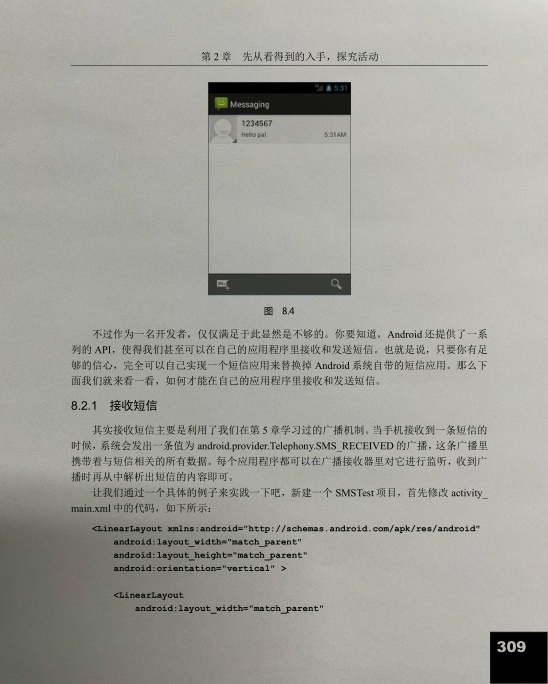 第 2 章 先从看得到的入手，探究活动
5:31
Messaging
1234567
Hello pal.
5:31AM
图 8.4
不过作为一名开发者，仅仅满足于此显然是不够的。你要知道，Android 还提供了一系
列的 API，使得我们甚至可以在自己的应用程序里接收和发送短信。也就是说，只要你有足
够的信心，完全可以自己实现一个短信应用来替换掉 Android 系统自带的短信应用。那么下
面我们就来看一看，如何才能在自己的应用程序里接收和发送短信。
8.2.1 接收短信
其实接收短信主要是利用了我们在第 5 章学习过的广播机制。当手机接收到一条短信的
时候，系统会发出一条值为 android.provider.Telephony.SMS_RECEIVED 的广播，这条广播里
携带着与短信相关的所有数据。每个应用程序都可以在广播接收器里对它进行监听，收到广
播时再从中解析出短信的内容即可。
让我们通过一个具体的例子来实践一下吧，新建一个 SMSTest 项目，首先修改 activity_
main.xml 中的代码，如下所示：
<LinearLayout xmlns:android="http://schemas.android.com/apk/res/android"
android:layout_width="match_parent"
android:layout_height="match_parent"
android:orientation="vertical" >
<LinearLayout
android:layout_width="match_parent"
309